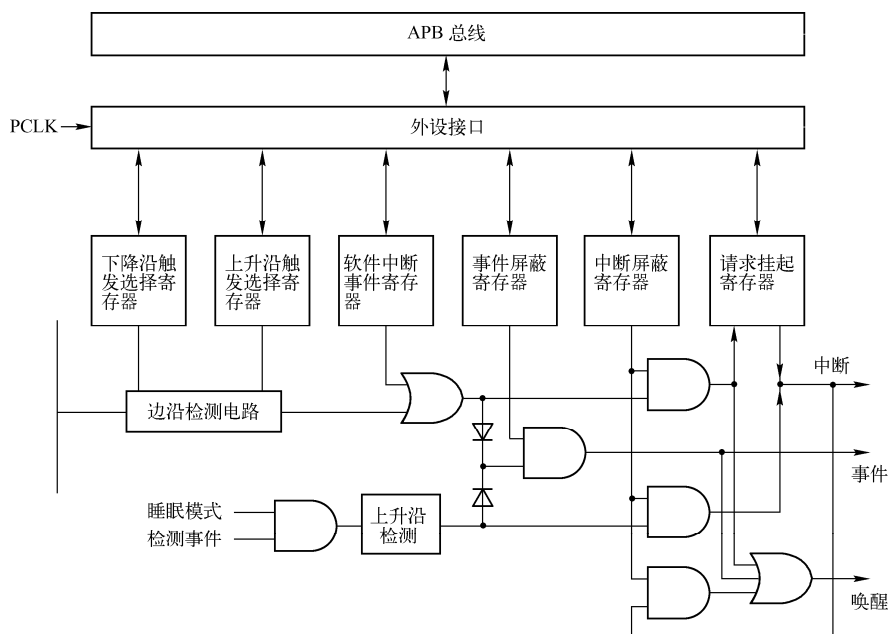 APB 总线
PCLK
外设接口
下降沿触
发选择寄
存器
上升沿触
发选择寄
存器
软件中断
事件寄存
器
事件屏蔽
寄存器
中断屏蔽
寄存器
请求挂起
寄存器
中断
边沿检测电路
事件
睡眠模式
检测事件
上升沿
检测
唤醒